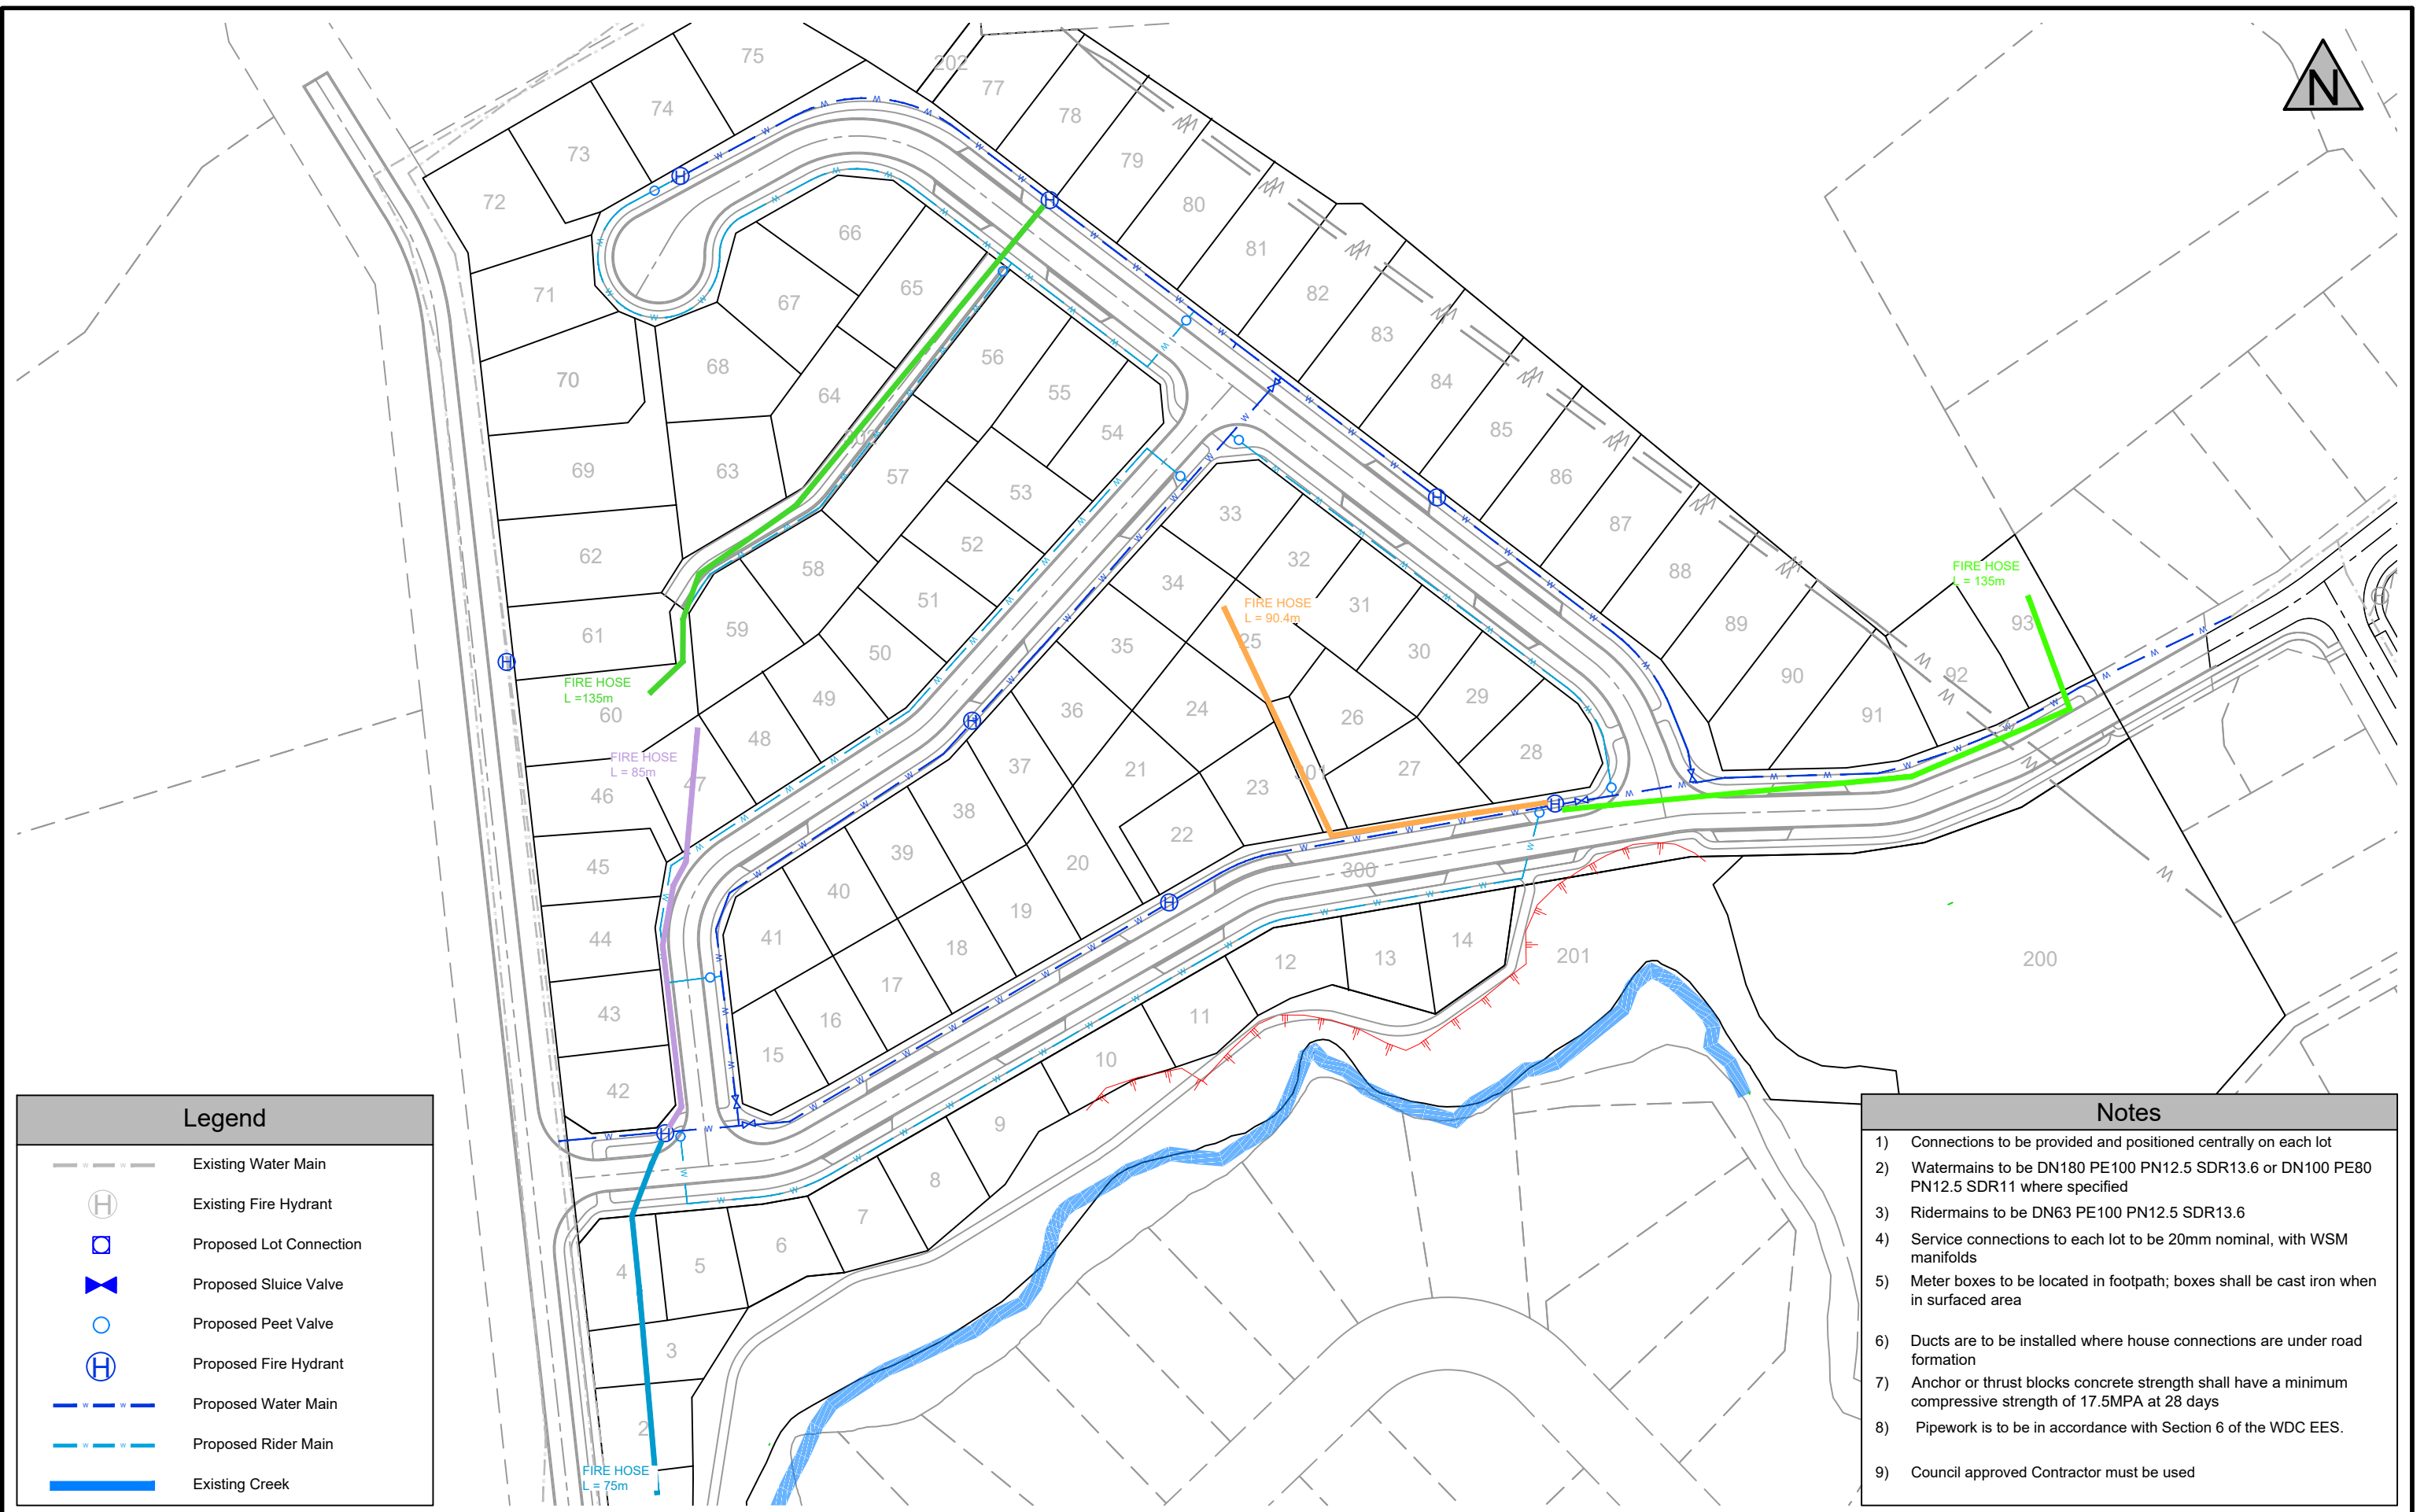 N
75
202
77
74
78
73
79
72
80
66
81
65
71
82
67
83
56
68
70
84
55
64
54
85
69
63
57
86
53
33
87
52
62
32
58
88
34
FIRE HOSE
L = 135m
51
31
FIRE HOSE
L = 90.4m
61
59
35
25
30
89
93
50
FIRE HOSE
L =135m
60
49
36
24
29
90
92
26
91
48
28
FIRE HOSE
L = 85m
47
37
21
27
46
23
301
38
22
39
45
20
300
40
19
44
41
18
12
13
14
201
200
17
43
16
11
15
10
42
9
8
7
6
5
4
3
2
FIRE HOSE
L = 75m
Legend
Existing Water Main
H
Existing Fire Hydrant
Proposed Lot Connection
Proposed Sluice Valve
Proposed Peet Valve
H
Proposed Fire Hydrant
Proposed Water Main
Proposed Rider Main
Existing Creek
Notes
1) Connections to be provided and positioned centrally on each lot
2) Watermains to be DN180 PE100 PN12.5 SDR13.6 or DN100 PE80
PN12.5 SDR11 where specified
3) Ridermains to be DN63 PE100 PN12.5 SDR13.6
4) Service connections to each lot to be 20mm nominal, with WSM
manifolds
5) Meter boxes to be located in footpath; boxes shall be cast iron when
in surfaced area
6) Ducts are to be installed where house connections are under road
formation
7) Anchor or thrust blocks concrete strength shall have a minimum
compressive strength of 17.5MPA at 28 days
8) Pipework is to be in accordance with Section 6 of the WDC EES.
9) Council approved Contractor must be used